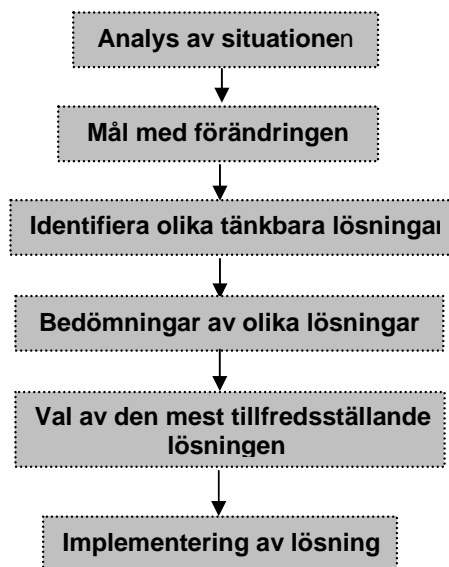 Analys av situationen
Mål med förändringen
Identifiera olika tänkbara lösningar
Bedömningar av olika lösningar
Val av den mest tillfredsställande
lösningen
Implementering av lösning